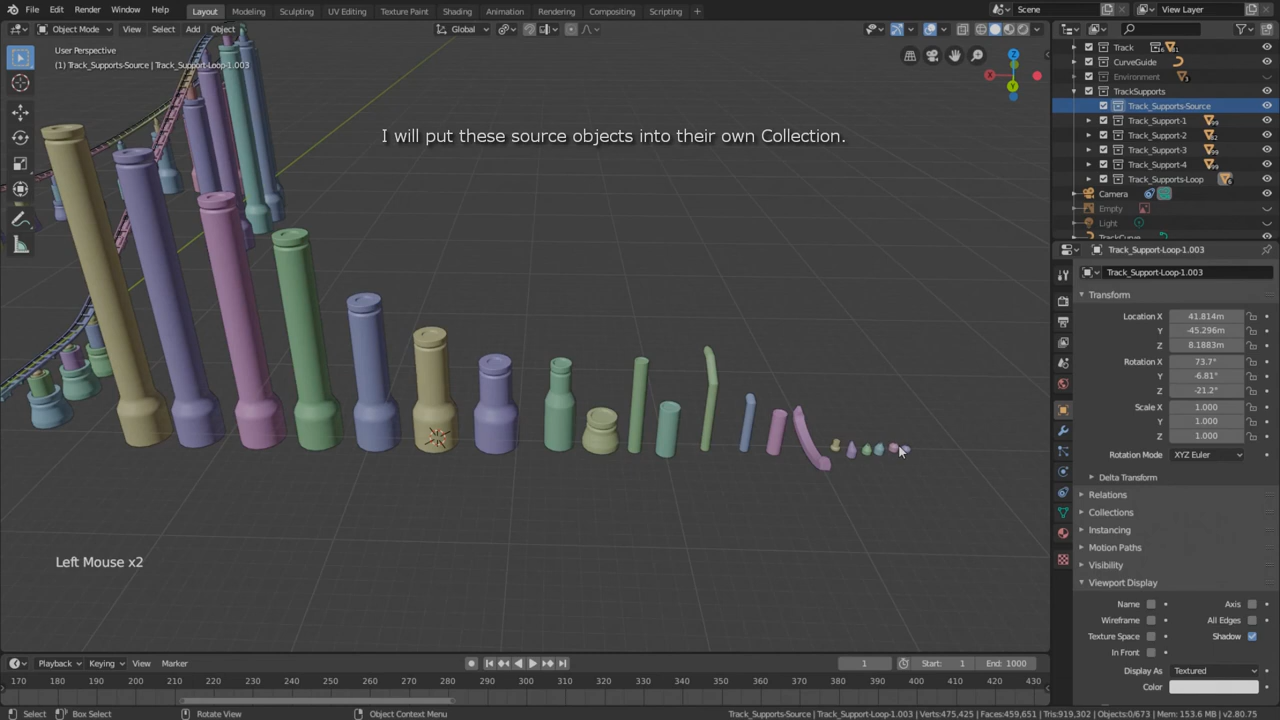 File Edit Render Window Help Layout Modeling Sculpting UV Editing Texture Paint Shading Animation Rendering Compositing Scripting + Scene View Layer
Object Mode View Select Add Object Global
User Perspective
(1) Track_Supports-Source | Track_Support-Loop-1.003
I will put these source objects into their own Collection.
Z
X
Y
Left Mouse x2
Track
CurveGuide
Environment
TrackSupports
Track_Supports-Source
Track_Supports-1
Track_Supports-2
Track_Supports-3
Track_Supports-4
Track_Supports-Loop
Camera
Empty
Light
TrackCurve
Track_Support-Loop-1.003
Track_Support-Loop-1.003
Transform
Location X 41.814m
Y -45.296m
Z 8.1883m
Rotation X 73.7°
Y -6.81°
Z -21.2°
Scale X 1.000
Y 1.000
Z 1.000
Rotation Mode XYZ Euler
Delta Transform
Relations
Collections
Instancing
Motion Paths
Visibility
Viewport Display
Name Axis
Wireframe All Edges
Texture Space Shadow
In Front
Display As Textured
Color
Playback Keying View Marker 1 Start: 1 End: 1000
170 180 190 200 210 220 230 240 250 260 270 280 290 300 310 320 330 340 350 360 370 380 390 400 410 420 430
Select Box Select Rotate View Object Context Menu Track_Supports-Source | Track_Support-Loop-1.003 | Verts:475,425 | Faces:459,651 | Tris:919,302 | Objects:0/673 | Mem: 153.6 MB | v2.80.75